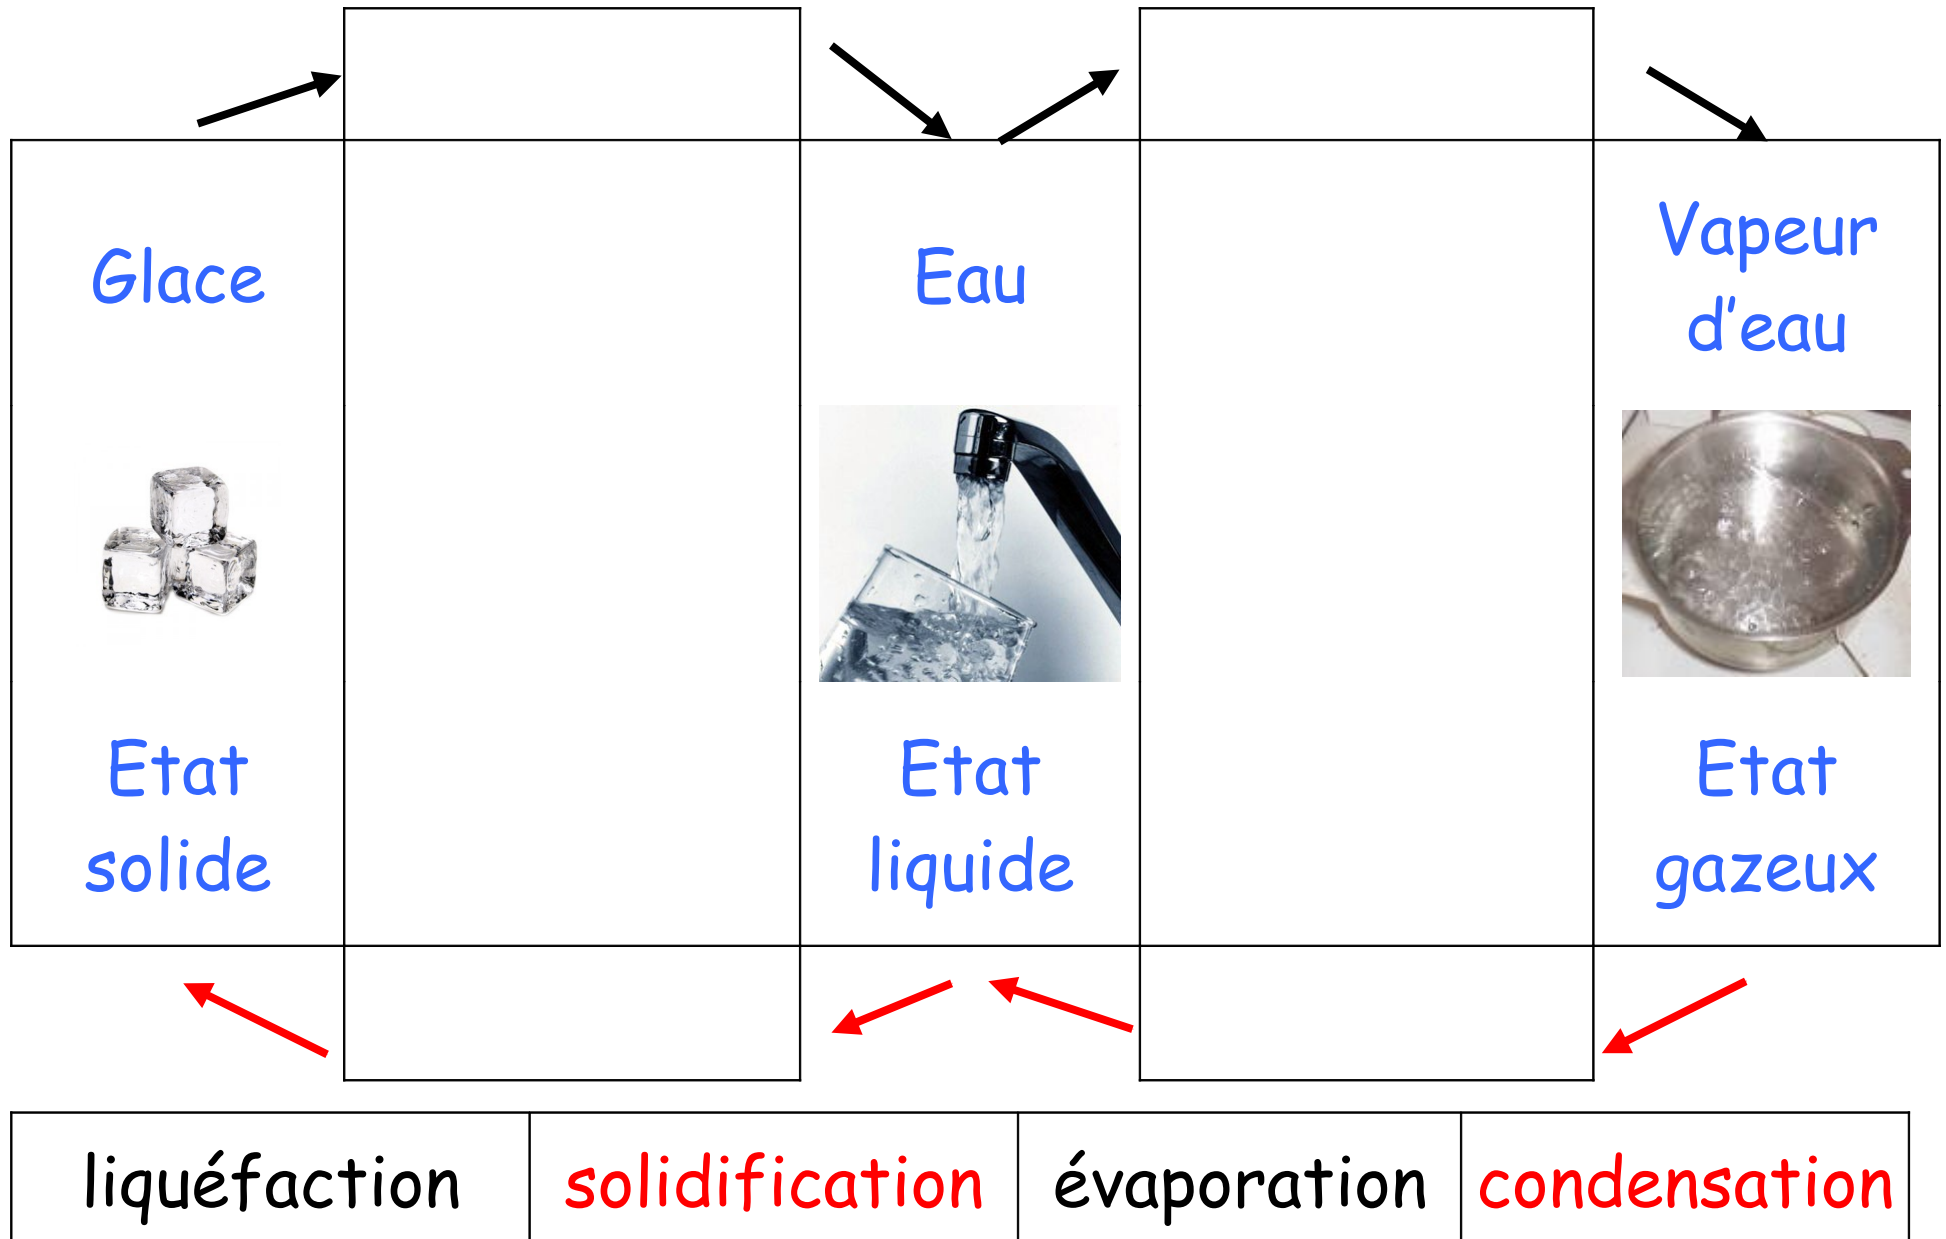 Glace
Eau
Vapeur
d'eau
Etat
solide
Etat
liquide
Etat
gazeux
liquéfaction
solidification
évaporation
condensation